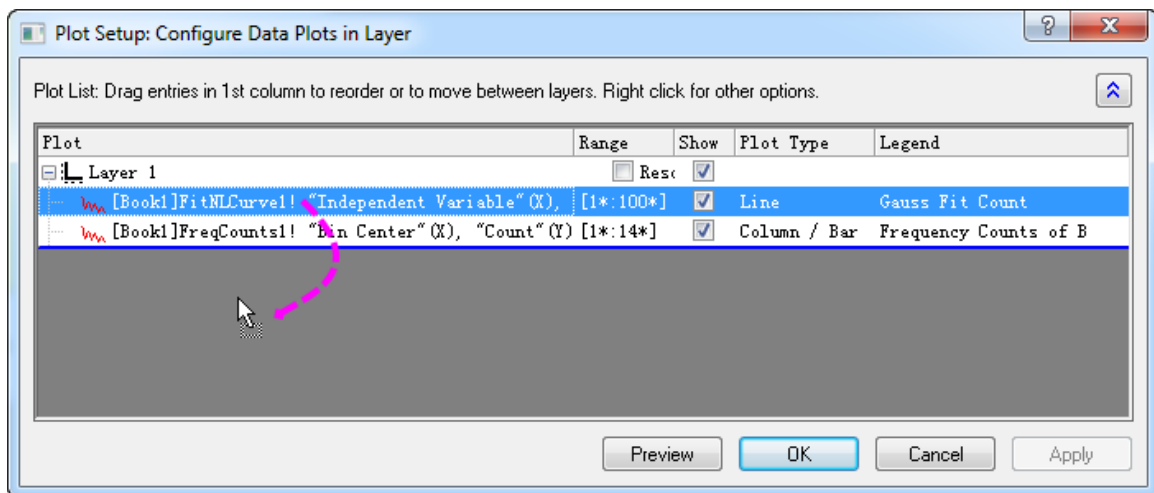 Plot Setup: Configure Data Plots in Layer
Plot List: Drag entries in 1st column to reorder or to move between layers. Right click for other options.
Plot Range Show Plot Type Legend
Layer 1 Resc
[Book1]FitNLCurve1! "Independent Variable"(X), [1*:100*] Line Gauss Fit Count
[Book1]FreqCounts1! "Bin Center"(X), "Count"(Y) [1*:14*] Column / Bar Frequency Counts of B
Preview OK Cancel Apply